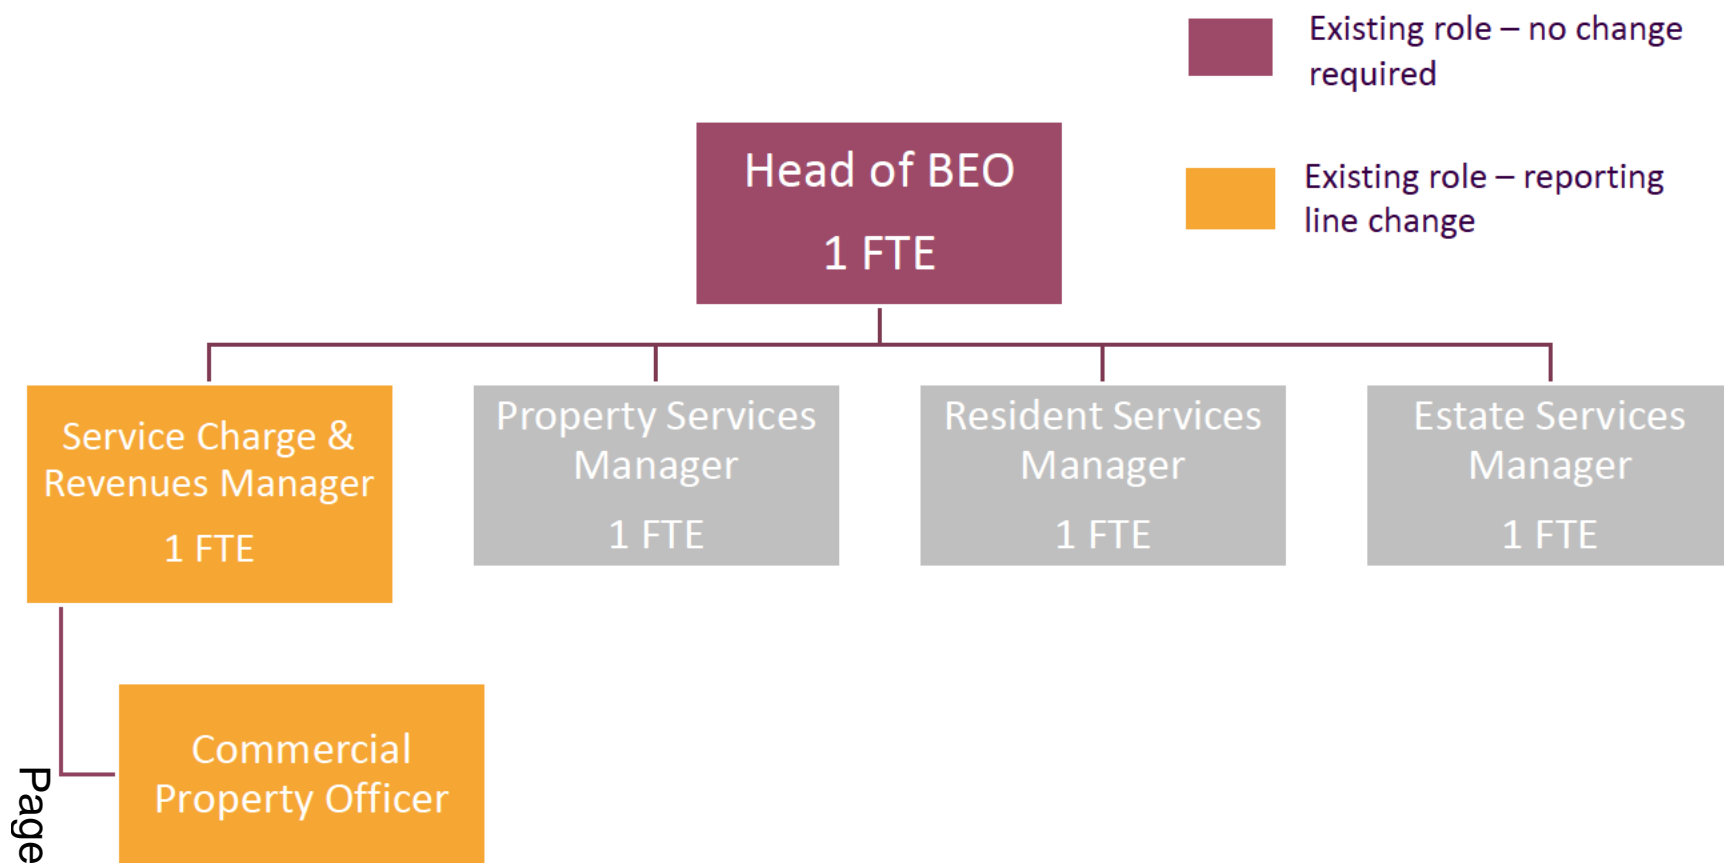 Existing role – no change
required
Existing role – reporting
line change
Head of BEO
1 FTE
Service Charge &
Revenues Manager
1 FTE
Property Services
Manager
1 FTE
Resident Services
Manager
1 FTE
Estate Services
Manager
1 FTE
Commercial
Property Officer
Page